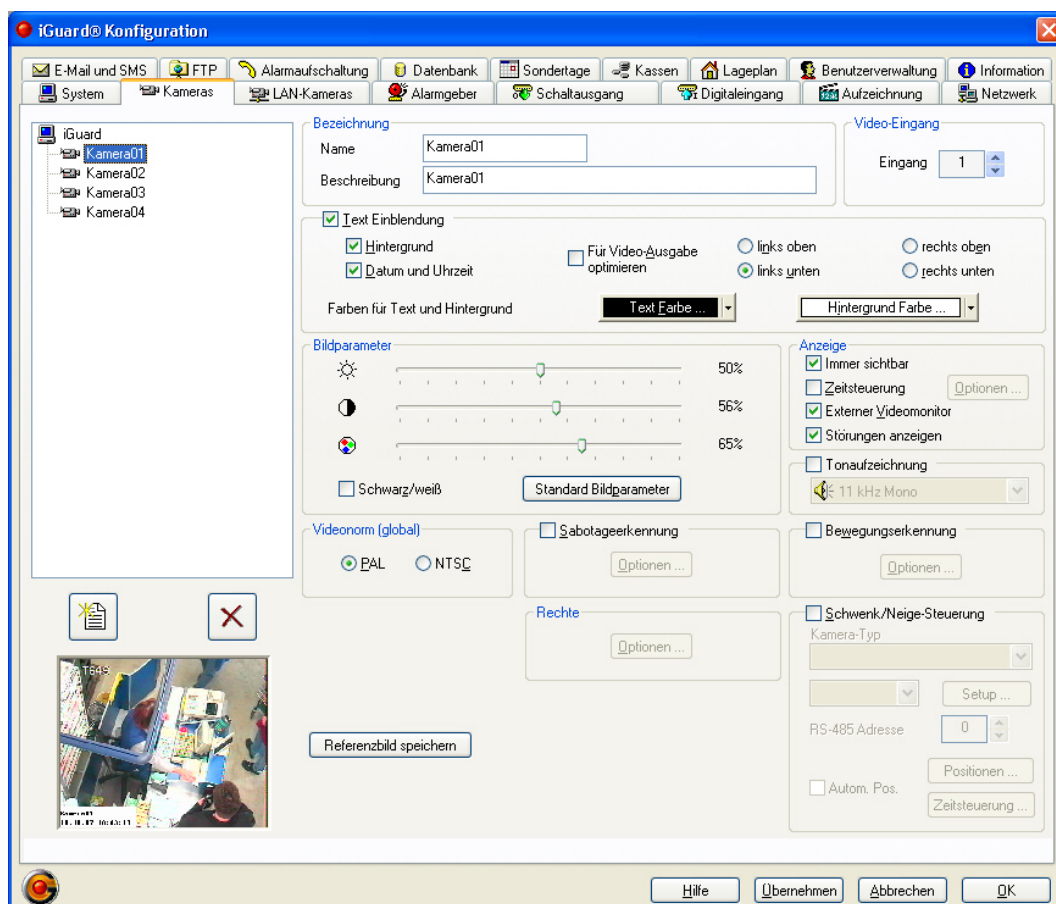 iGuard® Konfiguration
E-Mail und SMS FTP Alarmaufschaltung Datenbank Sondertage Kassen Lageplan Benutzerverwaltung Information
System Kameras LAN-Kameras Alarmgeber Schaltausgang Digitaleingang Aufzeichnung Netzwerk
iGuard
Kamera01
Kamera02
Kamera03
Kamera04
Bezeichnung
Name Kamera01
Beschreibung Kamera01
Video-Eingang
Eingang 1
Text Einblendung
Hintergrund
Datum und Uhrzeit
Für Video-Ausgabe
optimieren
links oben
rechts oben
links unten
rechts unten
Farben für Text und Hintergrund Text Farbe ... Hintergrund Farbe ...
Bildparameter
50%
56%
65%
Schwarz/weiß Standard Bildparameter
Anzeige
Immer sichtbar
Zeitsteuerung Optionen ...
Externer Videomonitor
Störungen anzeigen
Tonaufzeichnung
11 kHz Mono
Videonorm (global)
PAL NTSC
Sabotageerkennung
Optionen ...
Bewegungserkennung
Optionen ...
Rechte
Optionen ...
Schwenk/Neige-Steuerung
Kamera-Typ
Setup ...
RS-485 Adresse 0
Positionen ...
Autom. Pos.
Zeitsteuerung ...
Referenzbild speichern
T649
Kamera01
Hilfe Übernehmen Abbrechen OK